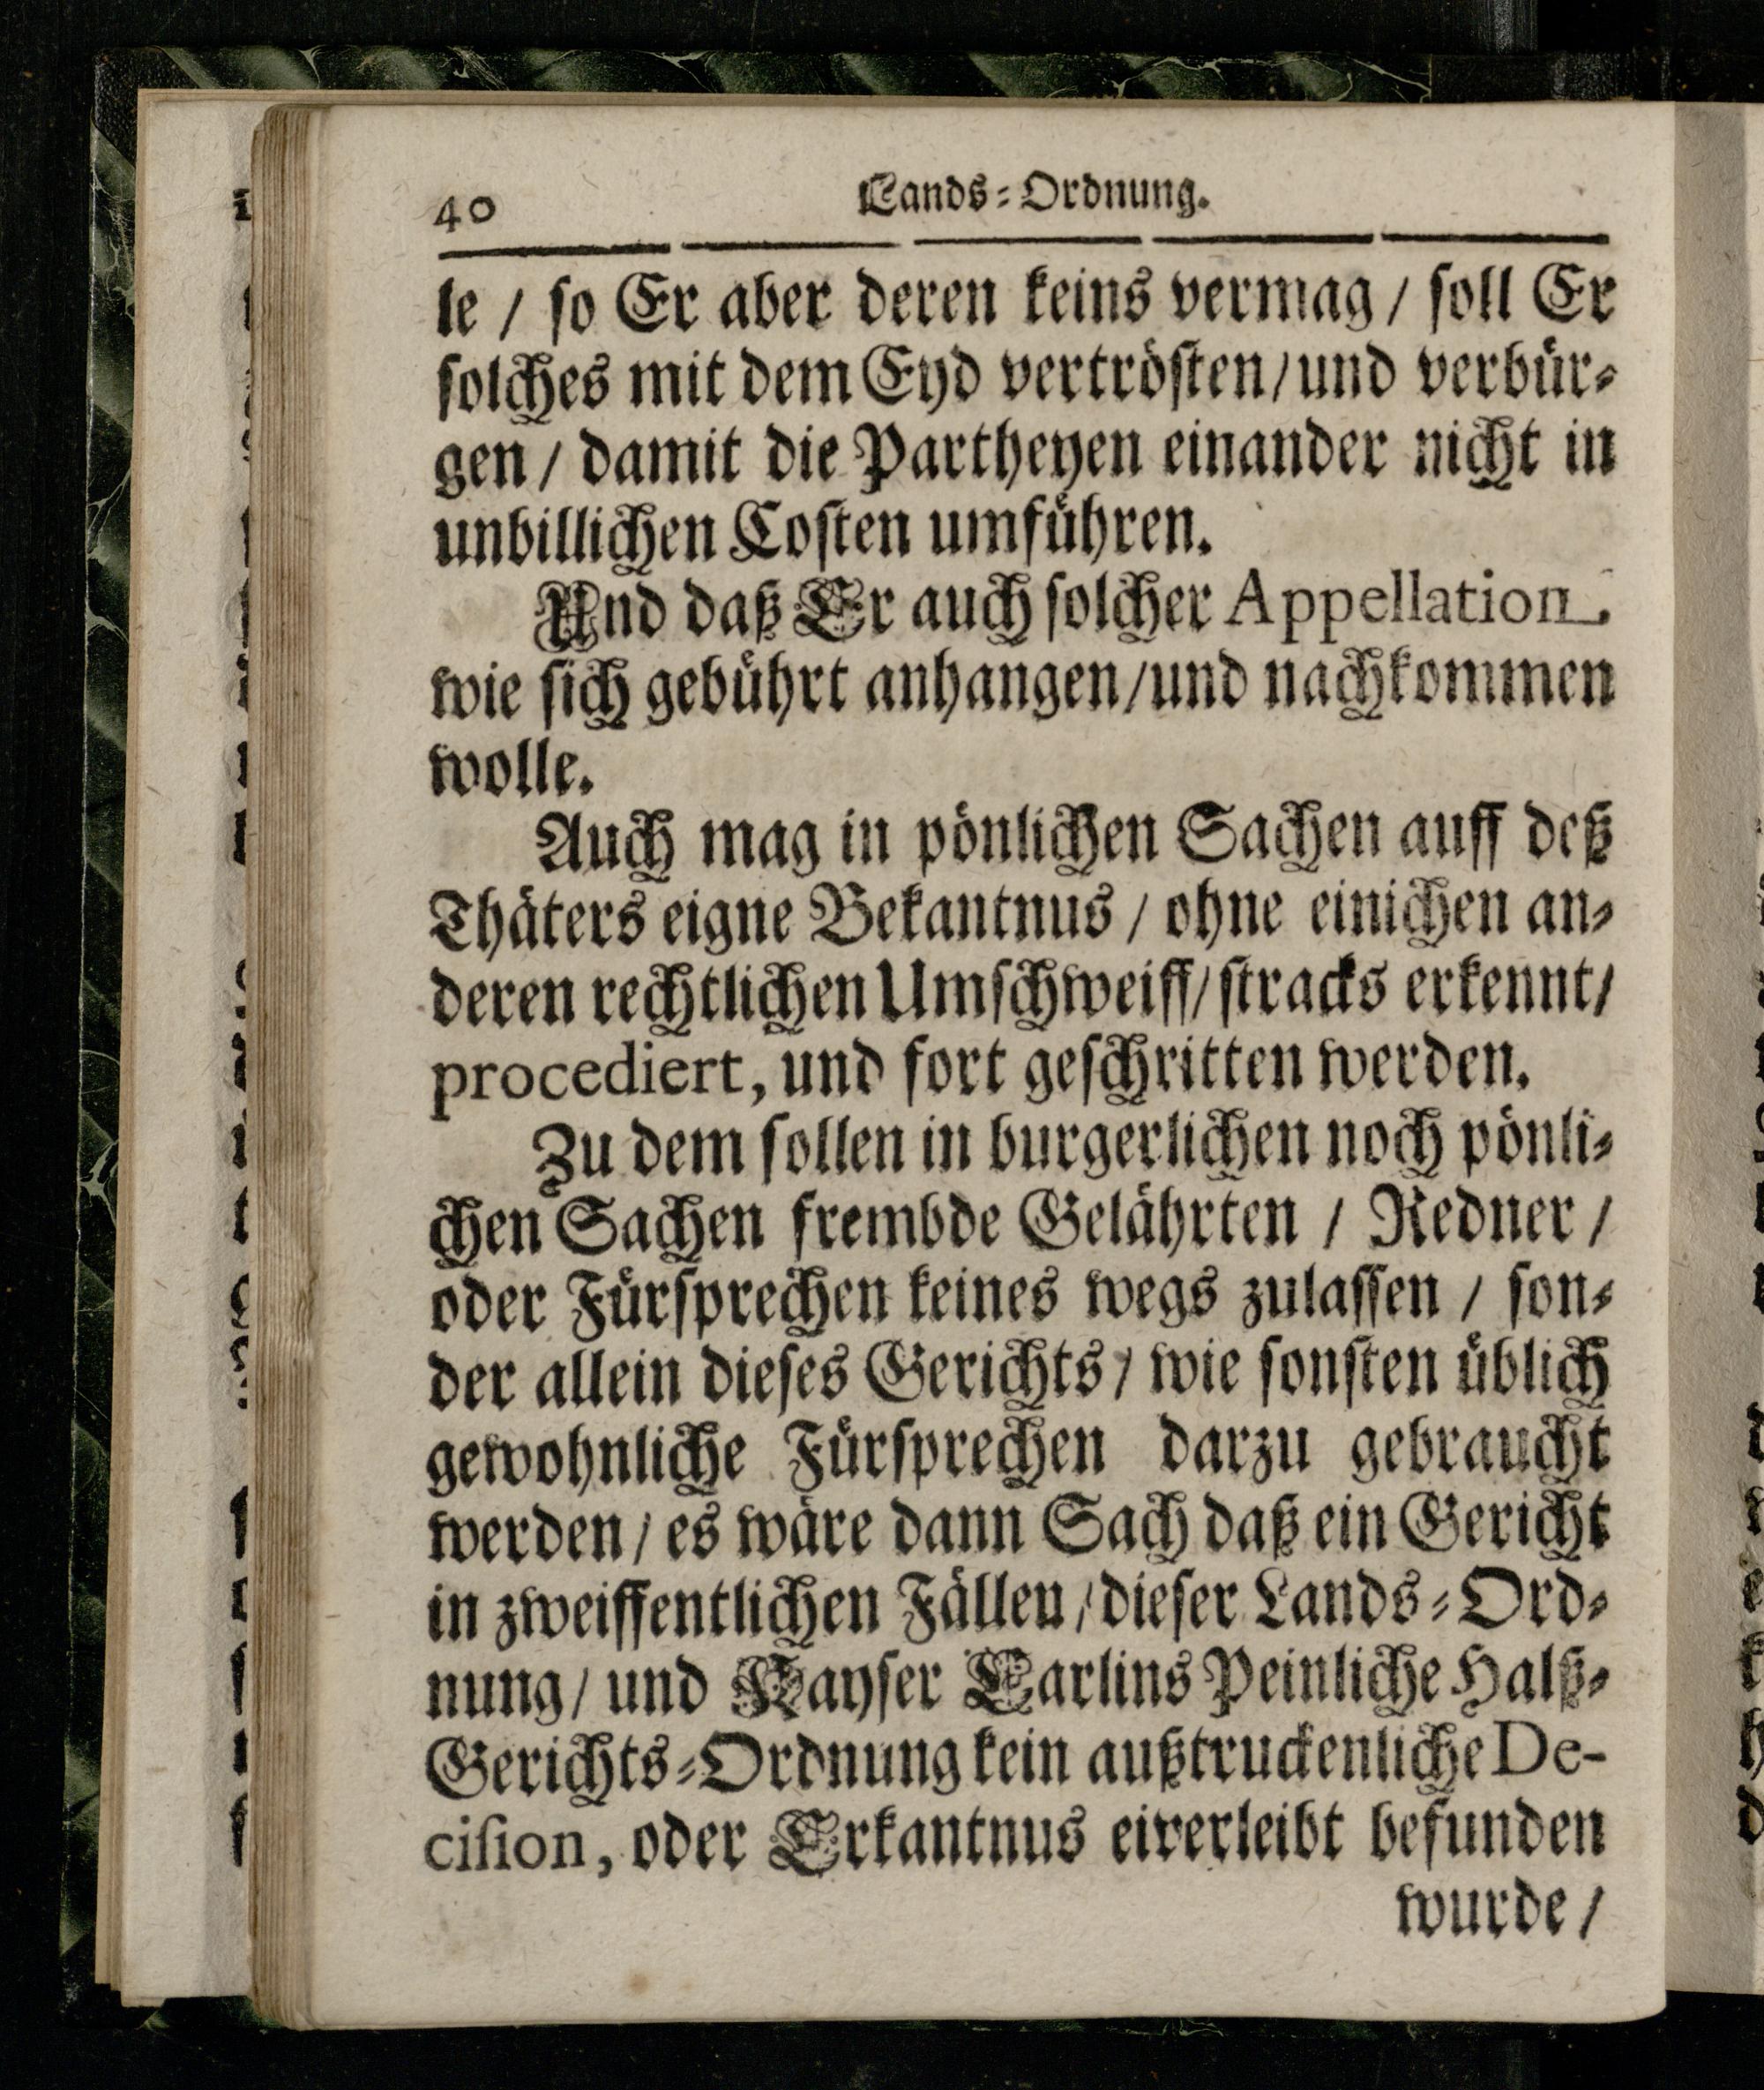 40 Lands-Ordnung.
le / so Er aber deren keins vermag / soll Er
solches mit dem Eyd vertrösten / und verbür-
gen / damit die Partheyen einander nicht in
unbillichen Costen umführen.
Und daß Er auch solcher Appellation
wie sich gebührt anhangen / und nachkommen
wolle.
Auch mag in pönlichen Sachen auff deß
Thäters eigne Bekantnus / ohne einichen an-
deren rechtlichen Umschweiff / stracks erkennt /
procediert, und fort geschritten werden.
Zu dem sollen in burgerlichen noch pönli-
chen Sachen frembde Gelährten / Redner /
oder Fürsprechen keines wegs zulassen / son-
der allein dieses Gerichts / wie sonsten üblich
gewohnliche Fürsprechen darzu gebraucht
werden / es wäre dann Sach daß ein Gericht
in zweiffentlichen Fällen / dieser Lands-Ord-
nung / und Kayser Carlins Peinliche Halß-
Gerichts-Ordnung kein außtruckenliche De-
cision, oder Erkantnus eiverleibt befunden
wurde /